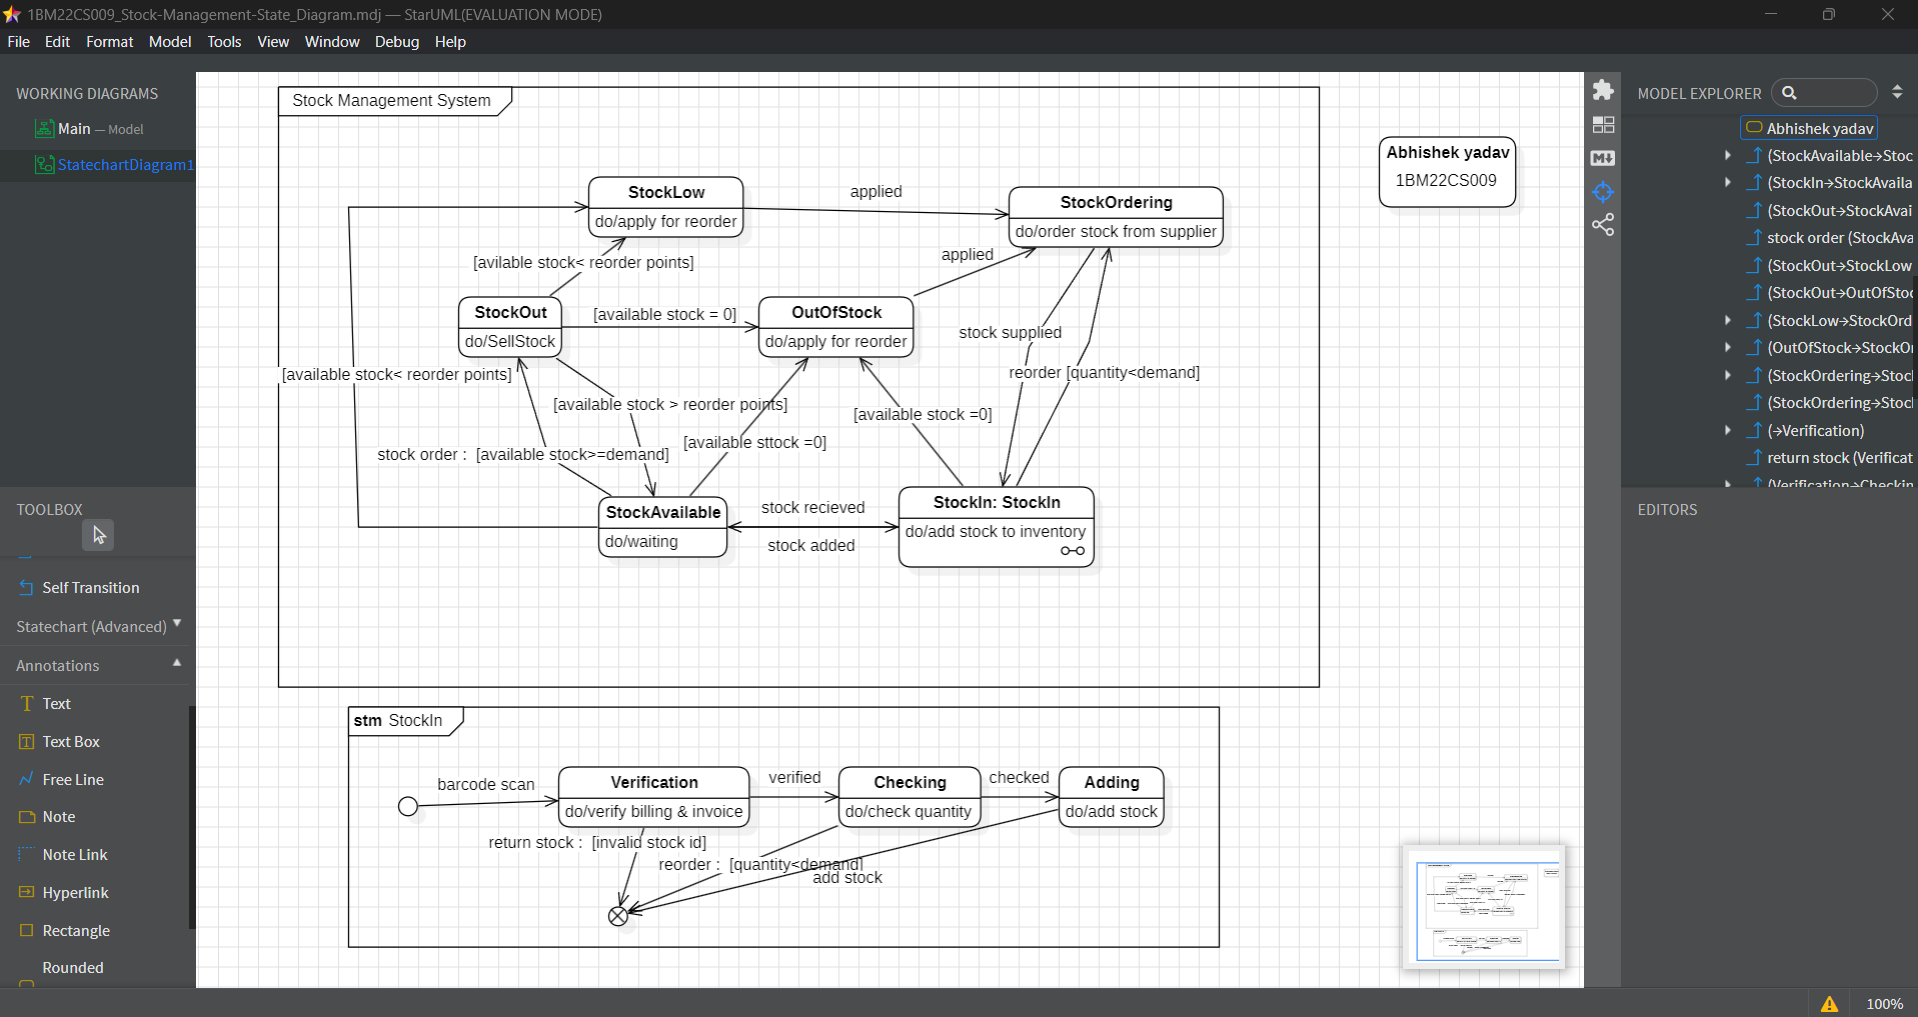 1BM22CS009_Stock-Management-State_Diagram.mdj — StarUML(EVALUATION MODE)
File Edit Format Model Tools View Window Debug Help
WORKING DIAGRAMS
Main — Model
StatechartDiagram1
TOOLBOX
Self Transition
Statechart (Advanced)
Annotations
Text
Text Box
Free Line
Note
Note Link
Hyperlink
Rectangle
Rounded
Stock Management System
StockLow
do/apply for reorder
applied
StockOrdering
do/order stock from supplier
[avilable stock< reorder points]
applied
StockOut
do/SellStock
[available stock = 0]
OutOfStock
do/apply for reorder
stock supplied
[available stock< reorder points]
reorder [quantity<demand]
[available stock > reorder points]
[available stock =0]
[available sttock =0]
stock order : [available stock>=demand]
StockAvailable
do/waiting
stock recieved
stock added
StockIn: StockIn
do/add stock to inventory
Abhishek yadav
1BM22CS009
stm StockIn
barcode scan
Verification
do/verify billing & invoice
verified
Checking
do/check quantity
checked
Adding
do/add stock
return stock : [invalid stock id]
reorder : [quantity<demand]
add stock
MODEL EXPLORER
Abhishek yadav
(StockAvailable→Stoc
(StockIn→StockAvaila
(StockOut→StockAvai
stock order (StockAva
(StockOut→StockLow
(StockOut→OutOfStoc
(StockLow→StockOrd
(OutOfStock→StockOr
(StockOrdering→Stoc
(StockOrdering→Stoc
(→Verification)
return stock (Verificat
(Verification→Checkin
EDITORS
100%